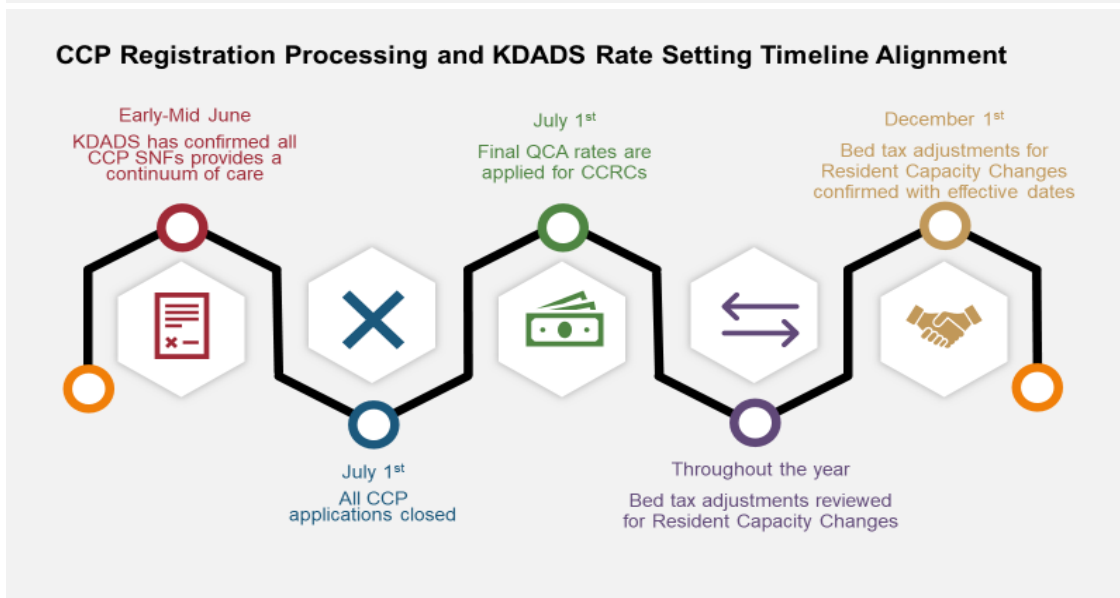 CCP Registration Processing and KDADS Rate Setting Timeline Alignment
Early-Mid June
KDADS has confirmed all
CCP SNFs provides a
continuum of care
July 1st
All CCP
applications closed
July 1st
Final QCA rates are
applied for CCRCs
Throughout the year
Bed tax adjustments reviewed
for Resident Capacity Changes
December 1st
Bed tax adjustments for
Resident Capacity Changes
confirmed with effective dates